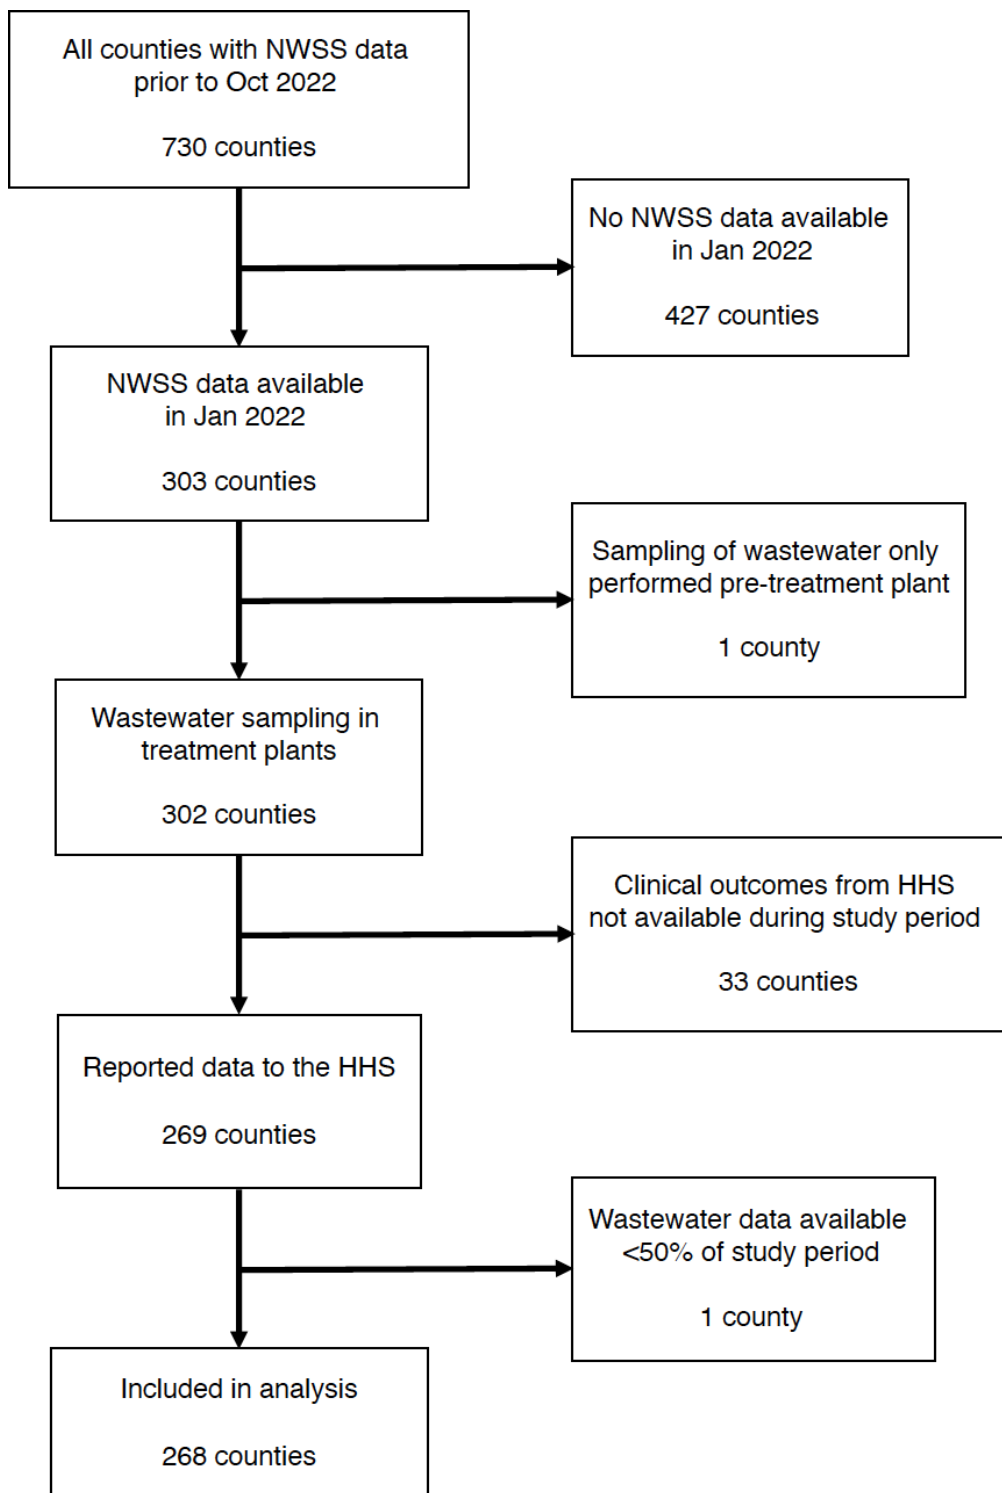 All counties with NWSS data
prior to Oct 2022
730 counties
No NWSS data available
in Jan 2022
427 counties
NWSS data available
in Jan 2022
303 counties
Sampling of wastewater only
performed pre-treatment plant
1 county
Wastewater sampling in
treatment plants
302 counties
Clinical outcomes from HHS
not available during study period
33 counties
Reported data to the HHS
269 counties
Wastewater data available
<50% of study period
1 county
Included in analysis
268 counties